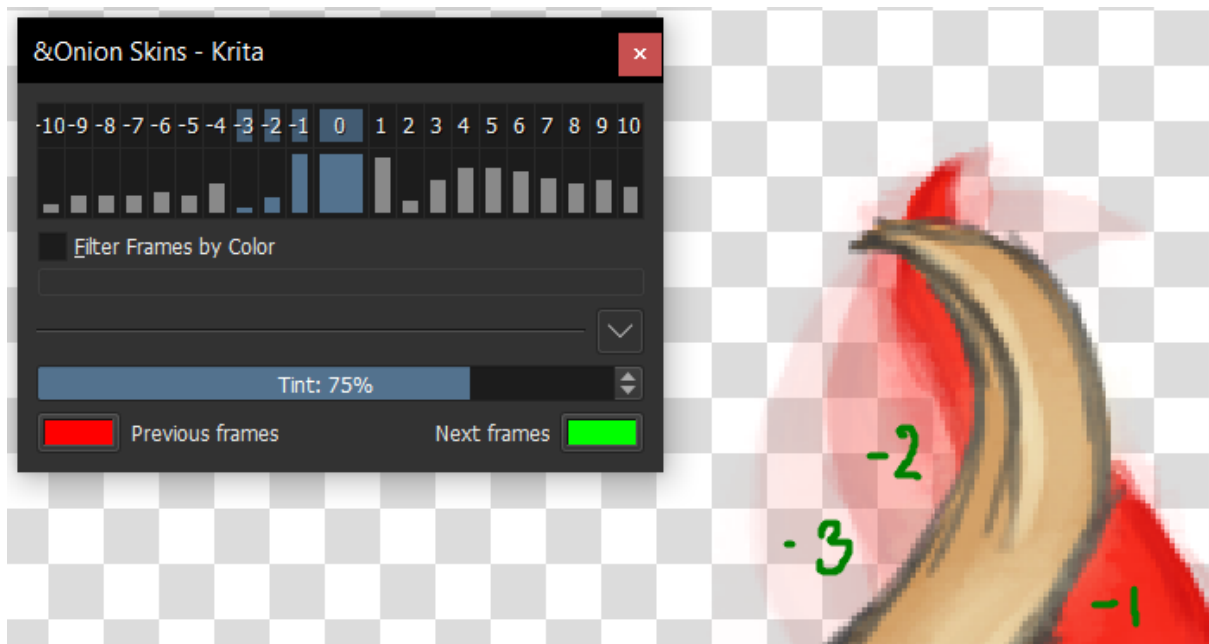 &Onion Skins - Krita
×
-10 -9 -8 -7 -6 -5 -4 -3 -2 -1 0 1 2 3 4 5 6 7 8 9 10
Filter Frames by Color
Tint: 75%
Previous frames Next frames
-2
-3
-1